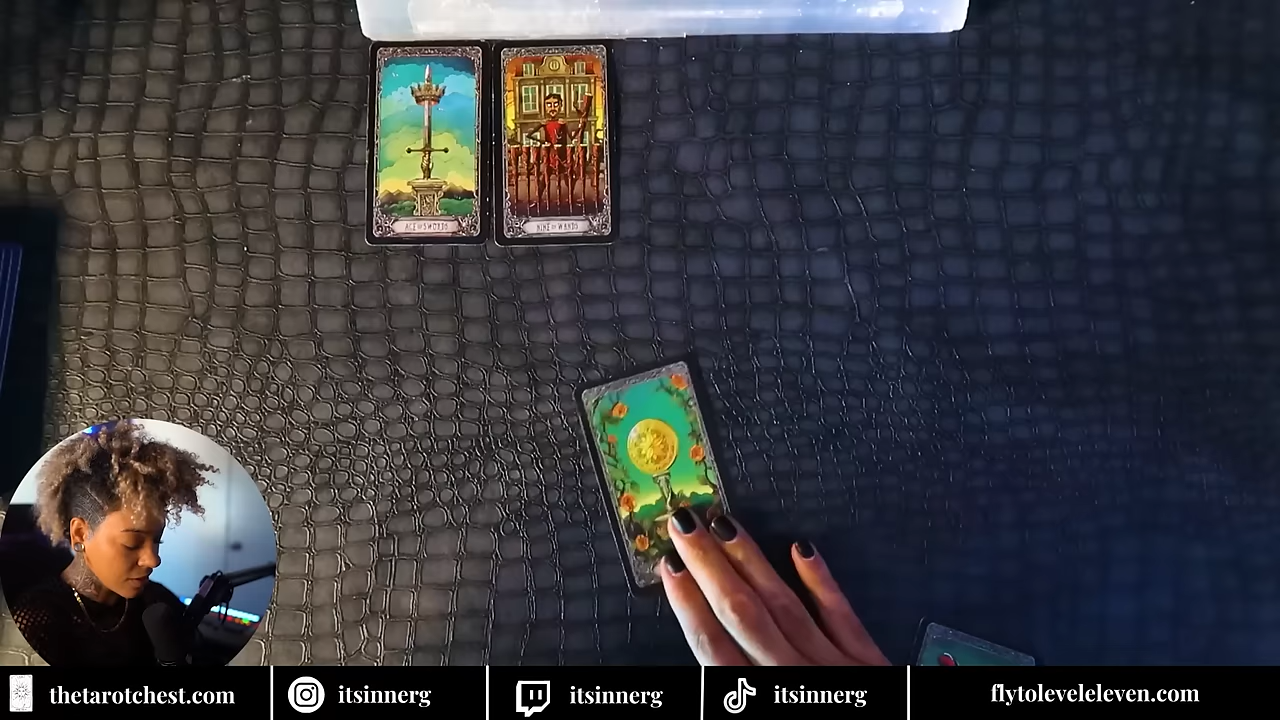 ACE OF SWORDS
NINE OF WANDS
thetarotchest.com
itsinnerg
itsinnerg
itsinnerg
flytoleveleleven.com